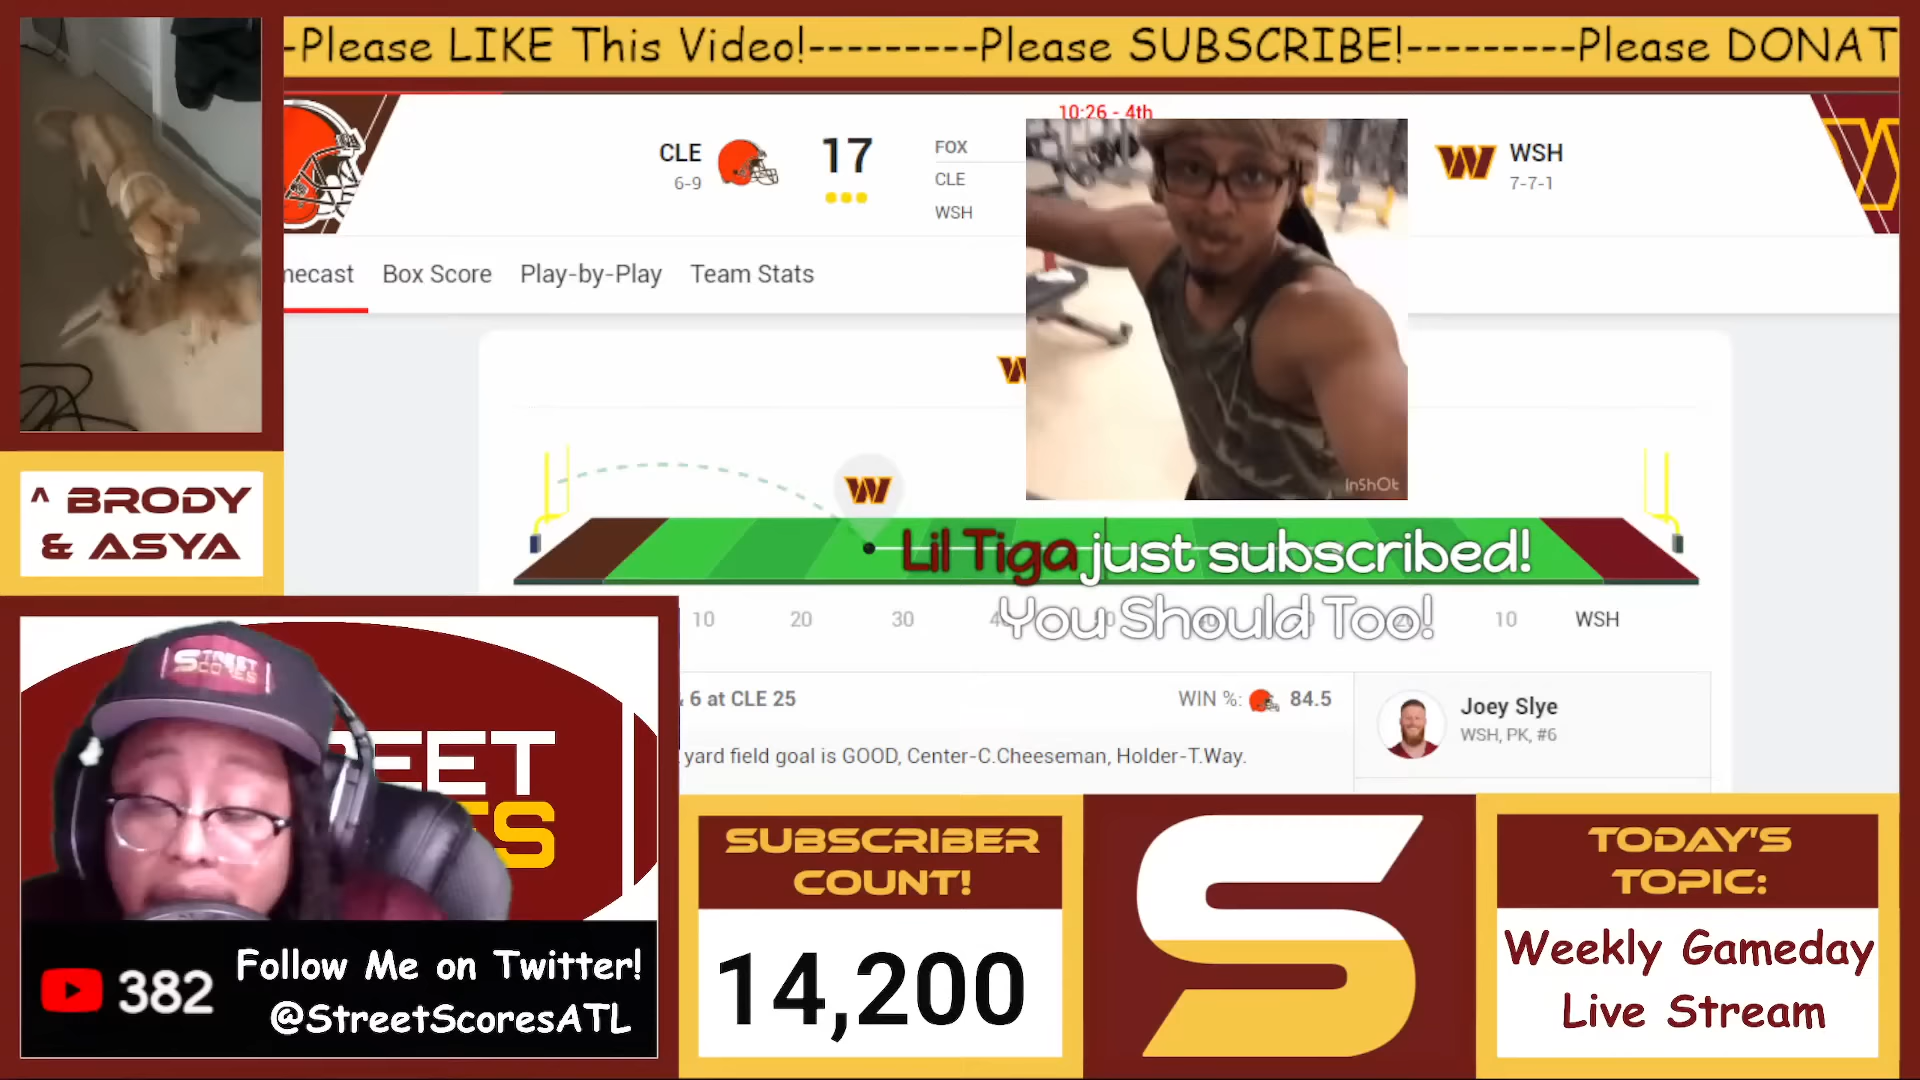 -Please LIKE This Video!---------Please SUBSCRIBE!---------Please DONAT
10:26 - 4th
CLE
6-9
17
FOX
CLE
WSH
WSH
7-7-1
necast
Box Score
Play-by-Play
Team Stats
InShOt
^ BRODY
& ASYA
Lil Tiga just subscribed!
You Should Too!
10
20
30
10
WSH
6 at CLE 25
WIN %:
84.5
yard field goal is GOOD, Center-C.Cheeseman, Holder-T.Way.
Joey Slye
WSH, PK, #6
STREET
SCORES
EET
ES
382
Follow Me on Twitter!
@StreetScoresATL
SUBSCRIBER
COUNT!
14,200
TODAY'S
TOPIC:
Weekly Gameday
Live Stream